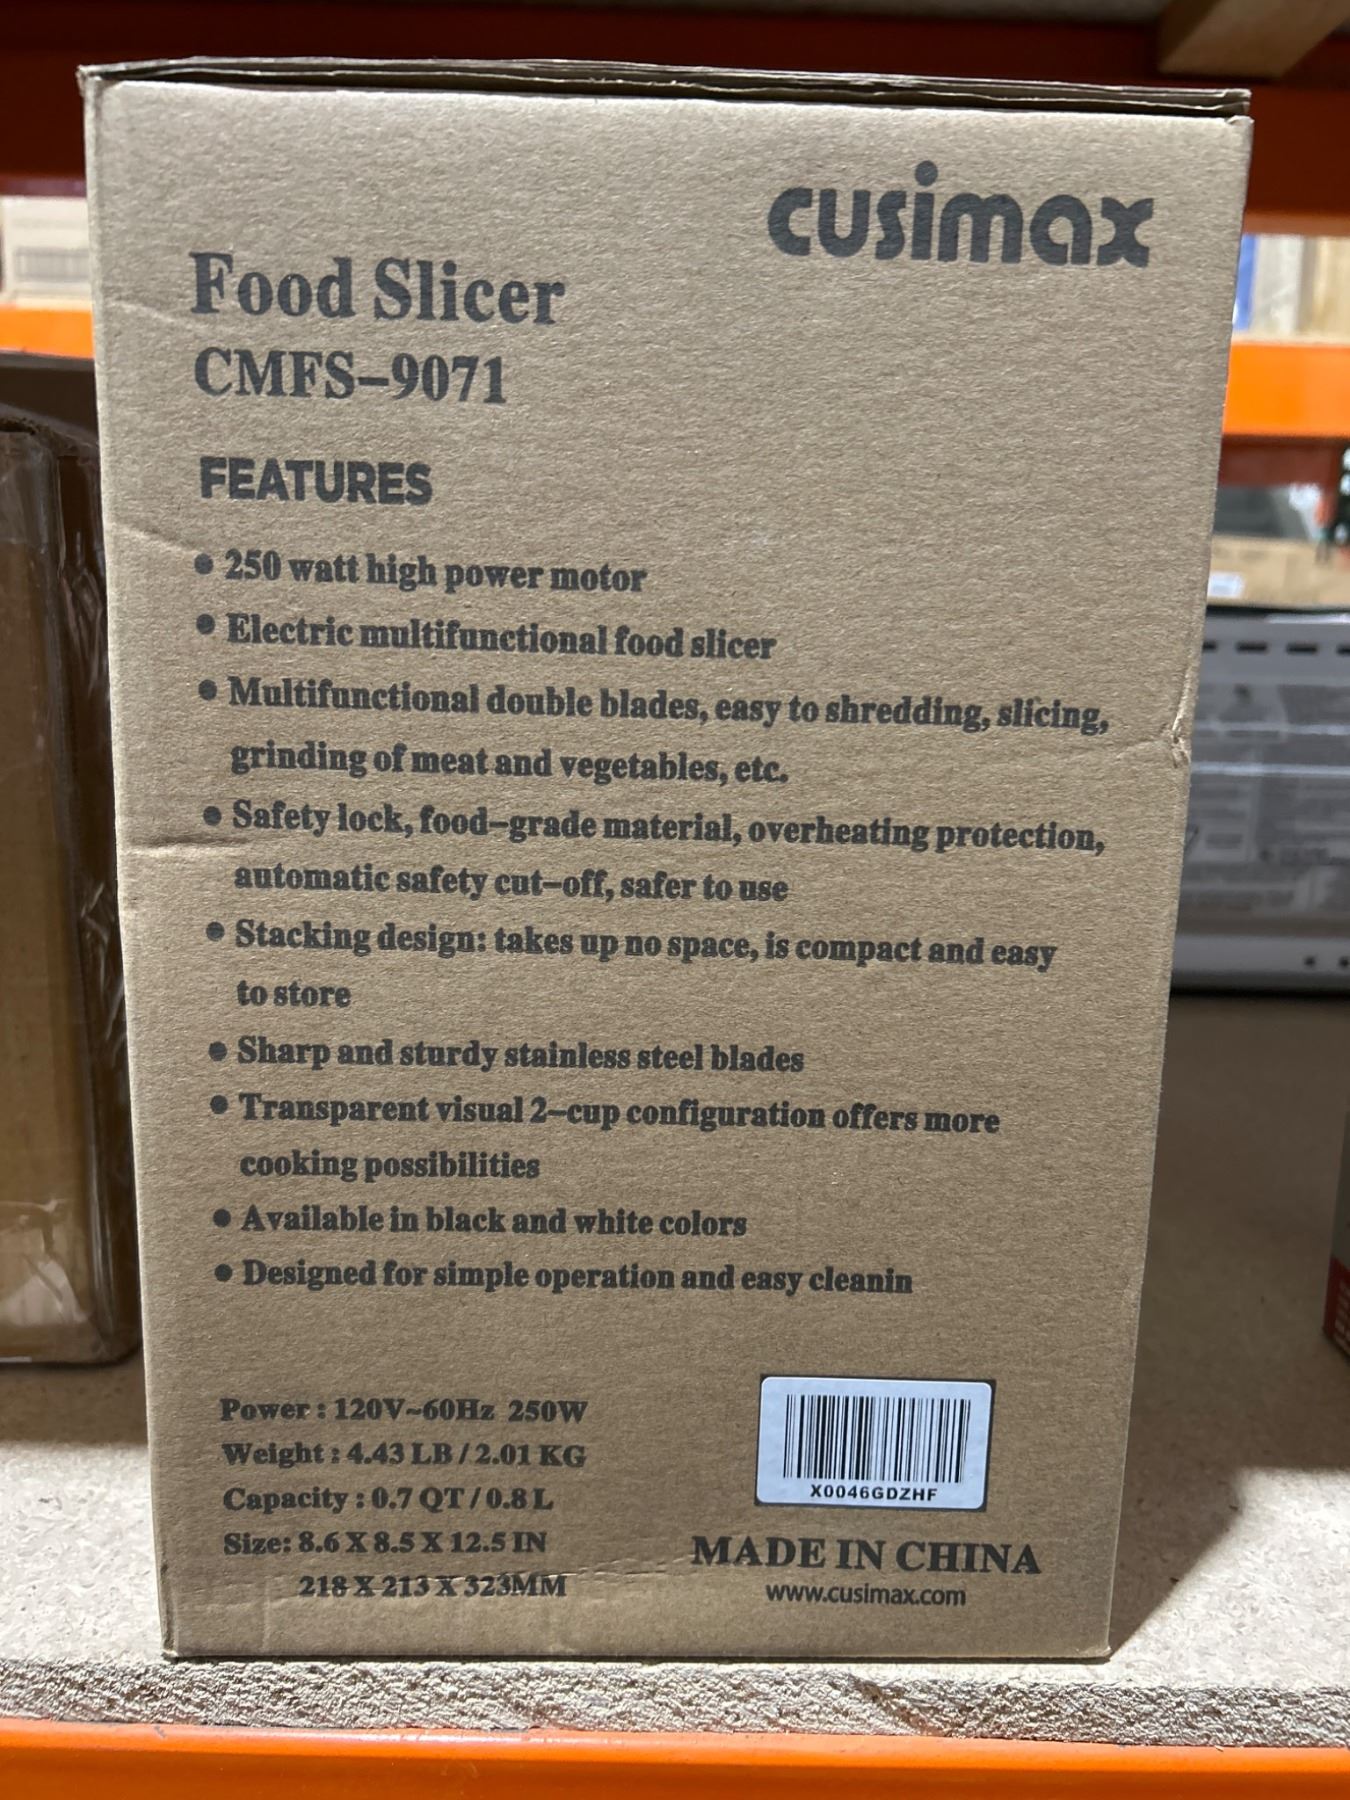 cusimax
Food Slicer
CMFS-9071
FEATURES
● 250 watt high power motor
● Electric multifunctional food slicer
● Multifunctional double blades, easy to shredding, slicing,
grinding of meat and vegetables, etc.
● Safety lock, food-grade material, overheating protection,
automatic safety cut-off, safer to use
● Stacking design: takes up no space, is compact and easy
to store
● Sharp and sturdy stainless steel blades
● Transparent visual 2-cup configuration offers more
cooking possibilities
● Available in black and white colors
● Designed for simple operation and easy cleanin
Power : 120V~60Hz 250W
Weight : 4.43 LB / 2.01 KG
Capacity : 0.7 QT / 0.8 L
Size: 8.6 X 8.5 X 12.5 IN
218 X 213 X 323MM
X0046GDZHF
MADE IN CHINA
www.cusimax.com